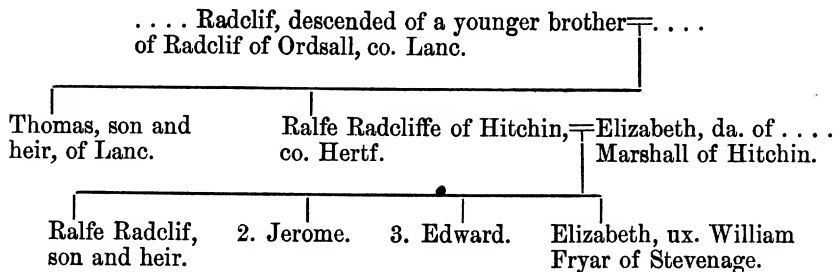 . . . . Radclif, descended of a younger brother . . . .
of Radclif of Ordsall, co. Lanc.
Thomas, son and
heir, of Lanc.
Ralfe Radcliffe of Hitchin,
co. Hertf.
Elizabeth, da. of . . . .
Marshall of Hitchin.
Ralfe Radclif,
son and heir.
2. Jerome.
3. Edward.
Elizabeth, ux. William
Fryar of Stevenage.